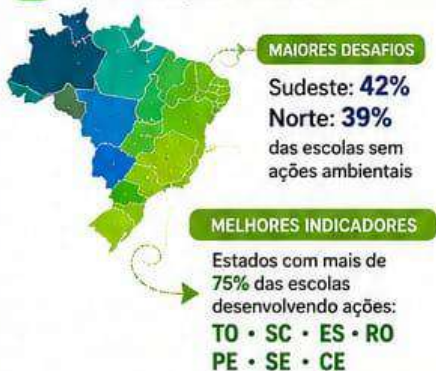 MAIORES DESAFIOS
Sudeste: 42%
Norte: 39%
das escolas sem
ações ambientais
MELHORES INDICADORES
Estados com mais de
75% das escolas
desenvolvendo ações:
TO • SC • ES • RO
PE • SE • CE